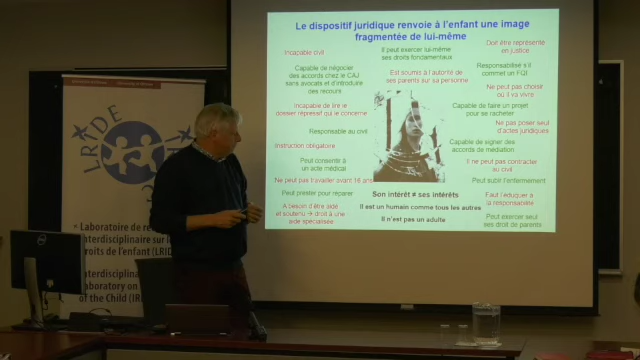 Le dispositif juridique renvoie à l'enfant une image
fragmentée de lui-même
Incapable civil
Il peut exercer lui-même
ses droits fondamentaux
Doit être représenté
en justice
Capable de négocier
des accords chez le CAJ
sans avocats et d'introduire
des recours
Est soumis à l'autorité de
ses parents sur sa personne
Responsabilisé s'il
commet un FQI
Ne peut pas choisir
où il va vivre
Incapable de lire le
dossier répressif qui le concerne
Capable de faire un projet
pour se racheter
Ne pas poser seul
d'actes juridiques
Responsable au civil
Capable de signer des
accords de médiation
Instruction obligatoire
Il ne peut pas contracter
au civil
Peut consentir à
un acte médical
Ne peut travailler avant 16 ans
Peut subir l'enfermement
Peut prester pour réparer
Son intérêt ≠ ses intérêts
Faut l'éduquer à
la responsabilité
A besoin d'être aidé
et soutenu → droit à une
aide spécialisée
Il est un humain comme tous les autres
Il n'est pas un adulte
Peut exercer seul
ses droit de parents
LRIDE
Laboratoire de
interdisciplinaire sur
droits de l'enfant (LRID
Interdisciplina
Laboratory on
of the Child (IR
DELL